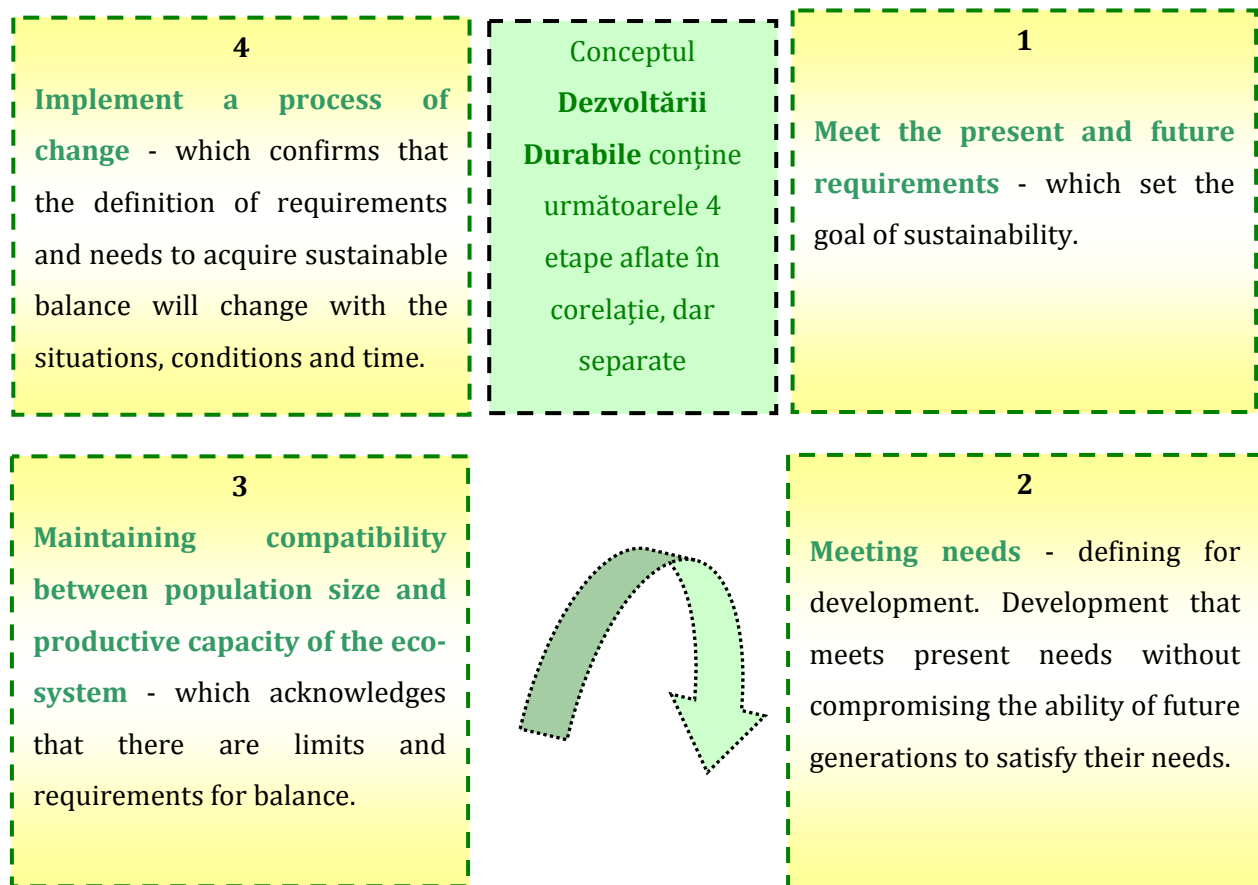 4
Implement a process of
change - which confirms that
the definition of requirements
and needs to acquire sustainable
balance will change with the
situations, conditions and time.
Conceptul
Dezvoltării
Durabile conține
următoarele 4
etape aflate în
corelație, dar
separate
1
Meet the present and future
requirements - which set the
goal of sustainability.
3
Maintaining compatibility
between population size and
productive capacity of the eco-
system - which acknowledges
that there are limits and
requirements for balance.
2
Meeting needs - defining for
development. Development that
meets present needs without
compromising the ability of future
generations to satisfy their needs.